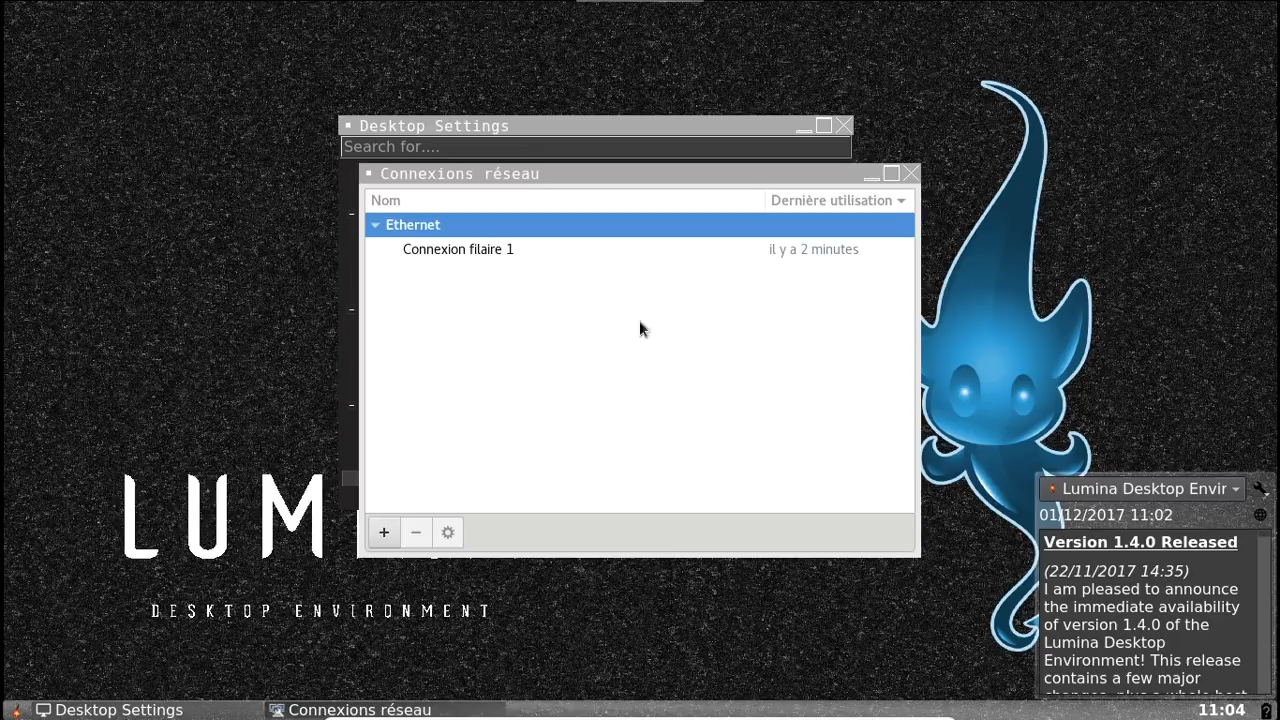 Desktop Settings
Search for....
Connexions réseau
Nom
Dernière utilisation
Ethernet
Connexion filaire 1
il y a 2 minutes
+
−
LUM
DESKTOP ENVIRONMENT
Lumina Desktop Envir
01/12/2017 11:02
Version 1.4.0 Released
(22/11/2017 14:35)
I am pleased to announce
the immediate availability
of version 1.4.0 of the
Lumina Desktop
Environment! This release
contains a few major
Desktop Settings
Connexions réseau
11:04